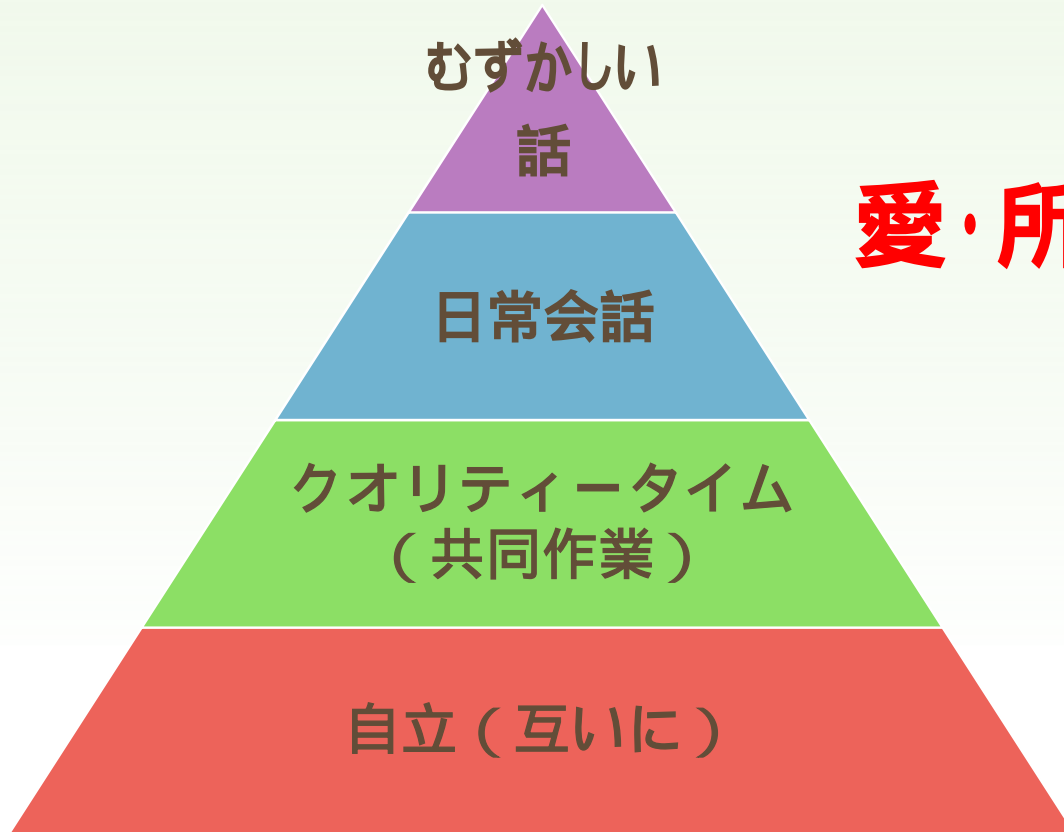 むずかしい
話
愛・所
日常会話
クオリティータイム
（共同作業）
自立（互いに）